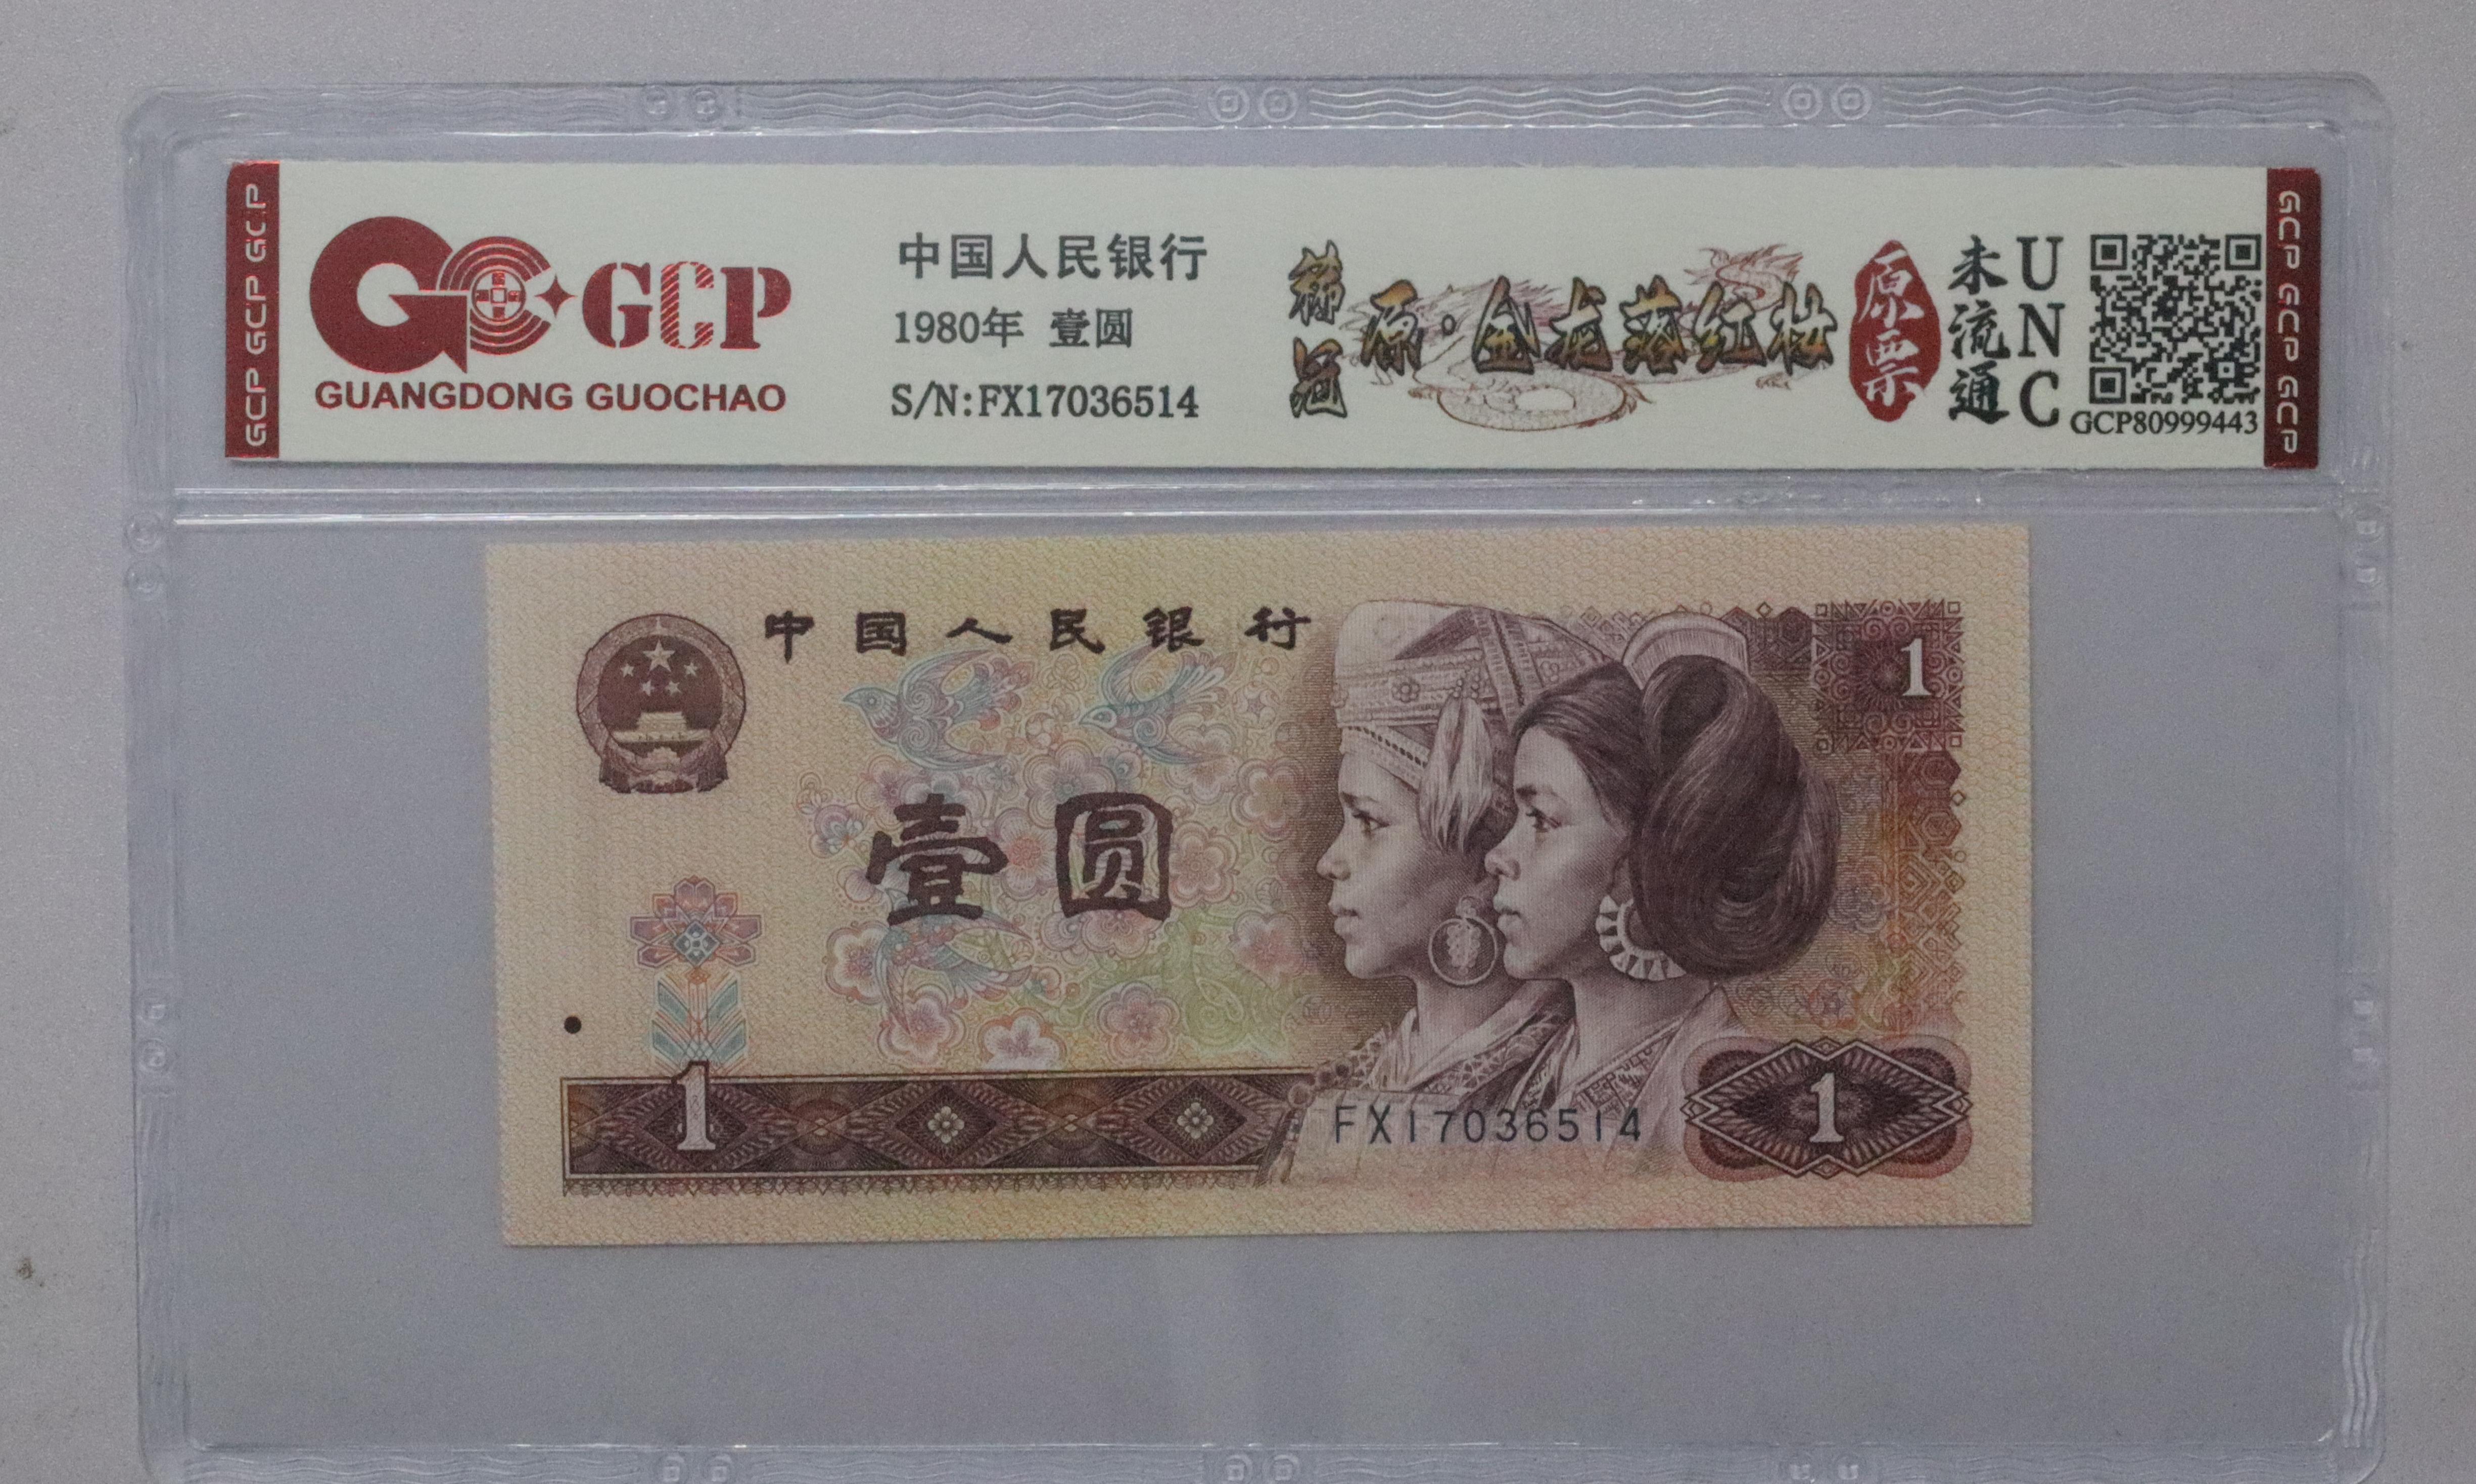 GCP GCP GCP
GCP
GUANGDONG GUOCHAO
中国人民银行
1980年 壹圆
S/N:FX17036514
原·金龙落红妆
原票
未流通
UNC
GCP80999443
GCP GCP GCP
中国人民银行
1
壹圆
1
FX17036514
1